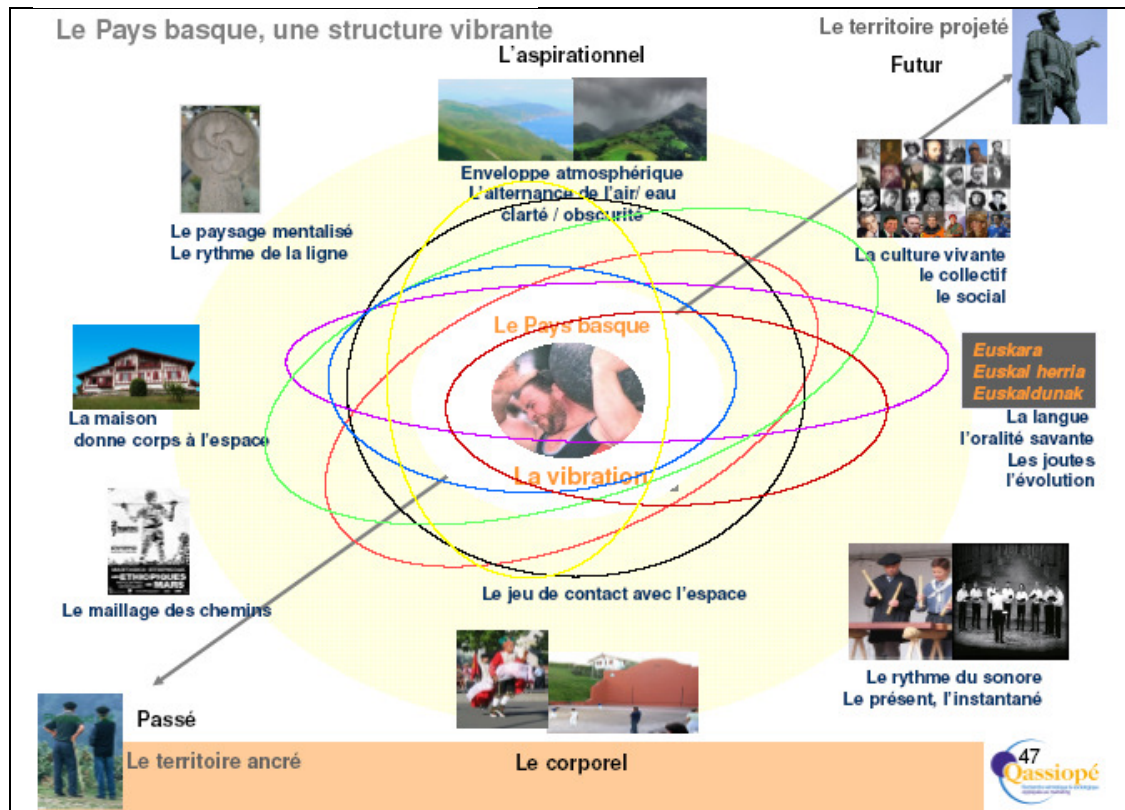 Le Pays basque, une structure vibrante
Le territoire projeté
L'aspirationnel
Futur
Enveloppe atmosphérique
L'alternance de l'air/ eau
clarté / obscurité
Le paysage mentalisé
Le rythme de la ligne
La culture vivante
le collectif
le social
Le Pays basque
Euskara
Euskal herria
Euskaldunak
La maison
donne corps à l'espace
La langue
l'oralité savante
Les joutes
l'évolution
La vibration
ETHIOPIQUES
MARS
Le maillage des chemins
Le jeu de contact avec l'espace
Le rythme du sonore
Le présent, l'instantané
Passé
Le territoire ancré
Le corporel
47
Qassiopé